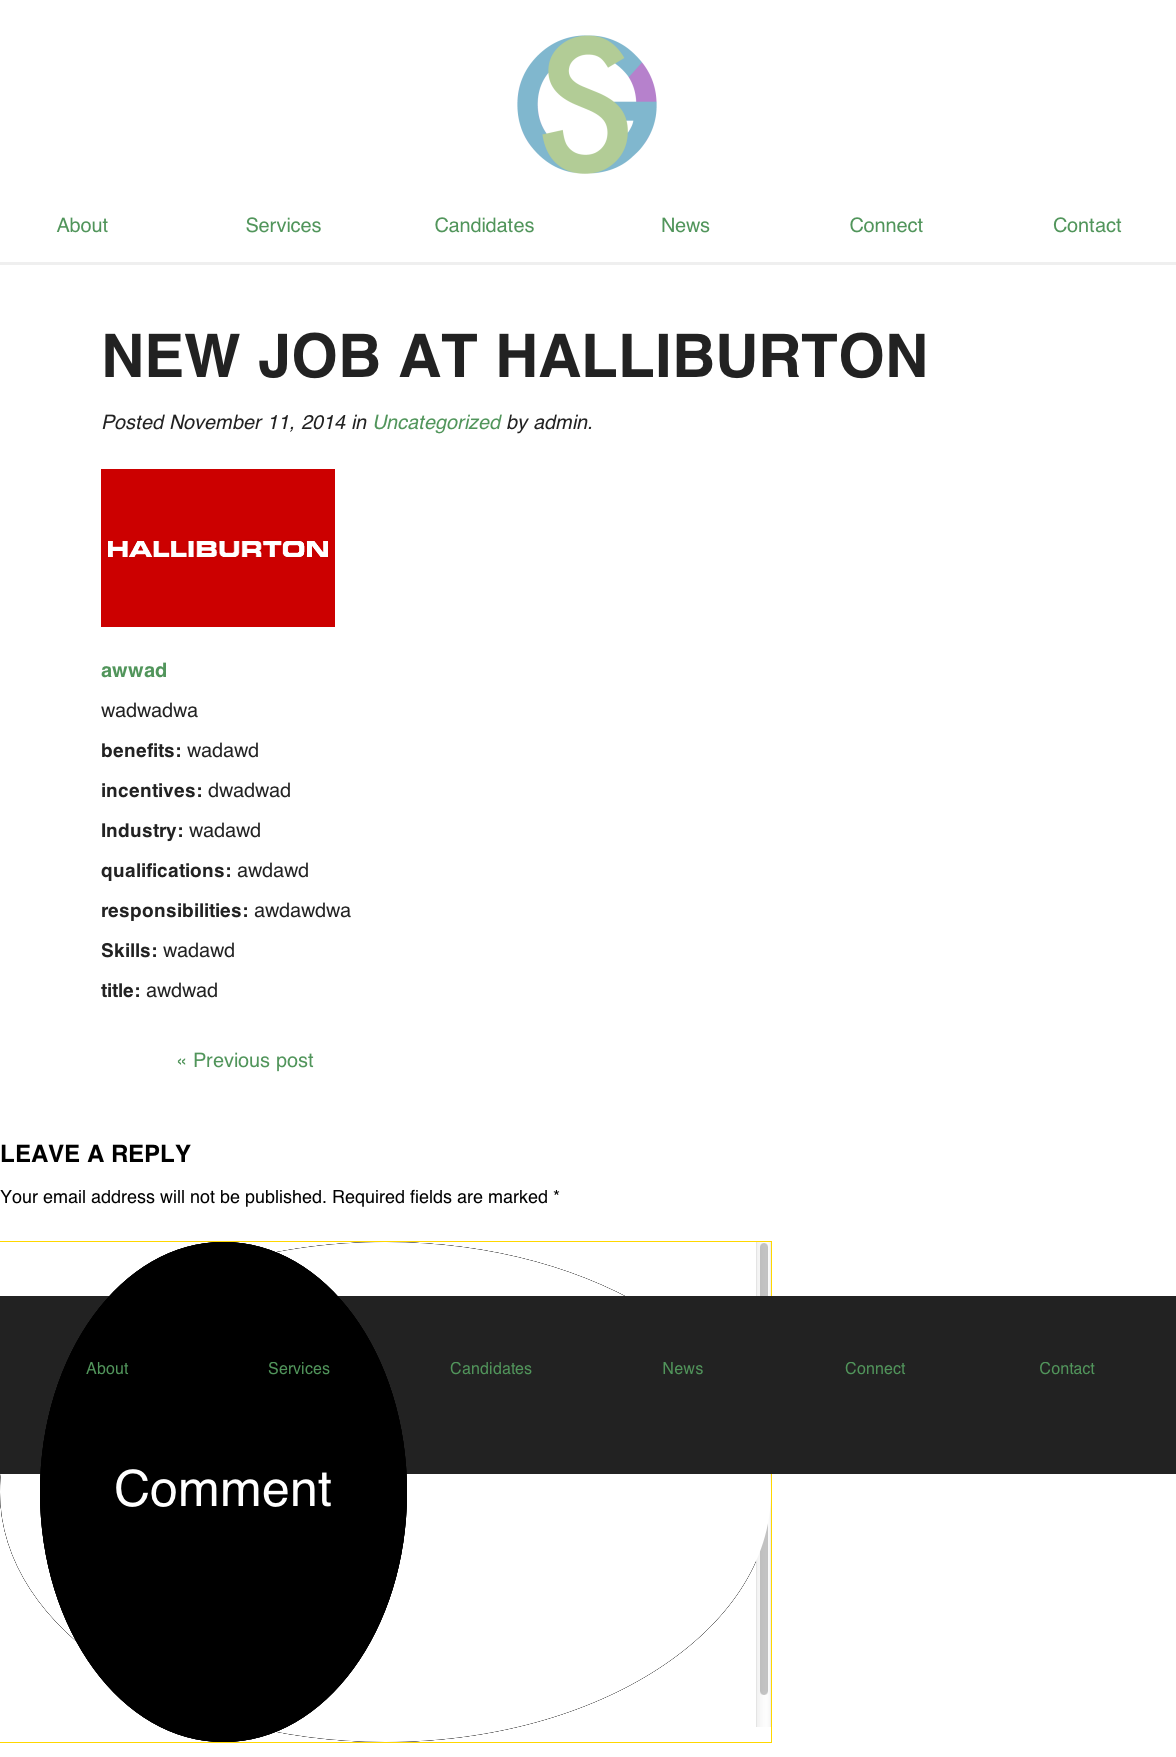 SG
About Services Candidates News Connect Contact
NEW JOB AT HALLIBURTON
Posted November 11, 2014 in Uncategorized by admin.
HALLIBURTON
awwad
wadwadwa
benefits: wadawd
incentives: dwadwad
Industry: wadawd
qualifications: awdawd
responsibilities: awdawdwa
Skills: wadawd
title: awdwad
« Previous post
LEAVE A REPLY
Your email address will not be published. Required fields are marked *
About Services Candidates News Connect Contact
Comment